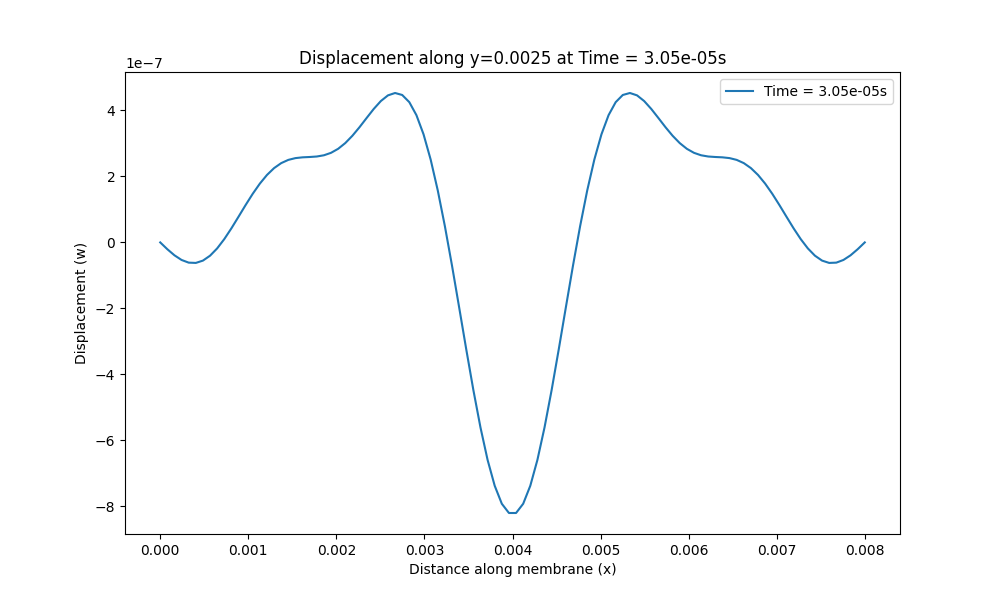 Displacement along y=0.0025 at Time = 3.05e-05s
1e−7
Time = 3.05e-05s
4
2
0
−2
−4
−6
−8
Displacement (w)
0.000 0.001 0.002 0.003 0.004 0.005 0.006 0.007 0.008
Distance along membrane (x)